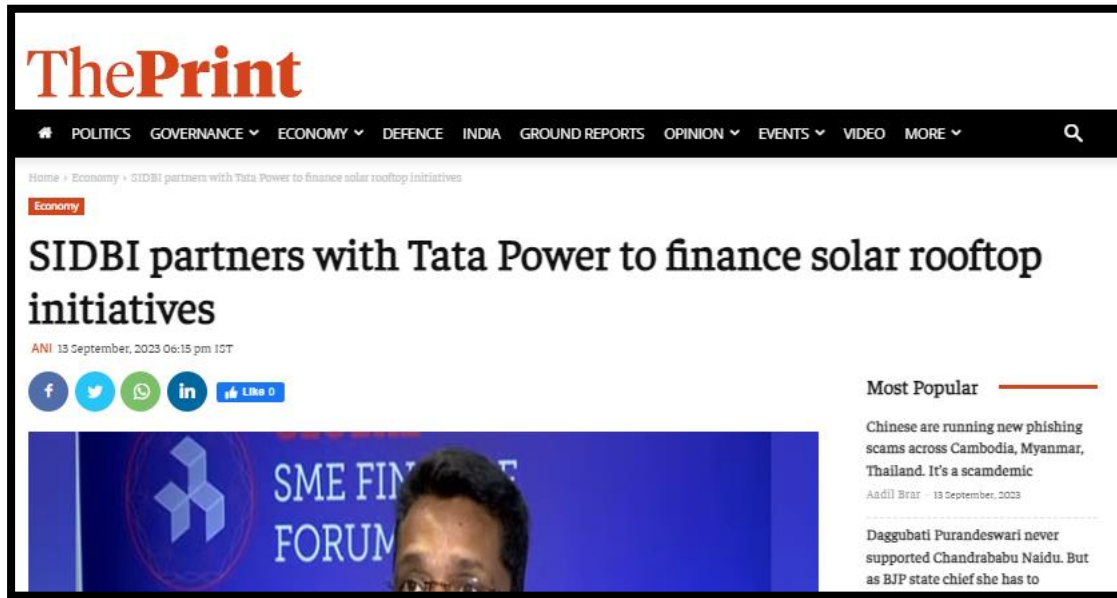 ThePrint
POLITICS GOVERNANCE ECONOMY DEFENCE INDIA GROUND REPORTS OPINION EVENTS VIDEO MORE
Home › Economy › SIDBI partners with Tata Power to finance solar rooftop initiatives
Economy
SIDBI partners with Tata Power to finance solar rooftop
initiatives
ANI 13 September, 2023 06:15 pm IST
f in Like 0
SME FIN
FORUM
Most Popular
Chinese are running new phishing
scams across Cambodia, Myanmar,
Thailand. It's a scamdemic
Aadil Brar - 13 September, 2023
Daggubati Purandeswari never
supported Chandrababu Naidu. But
as BJP state chief she has to